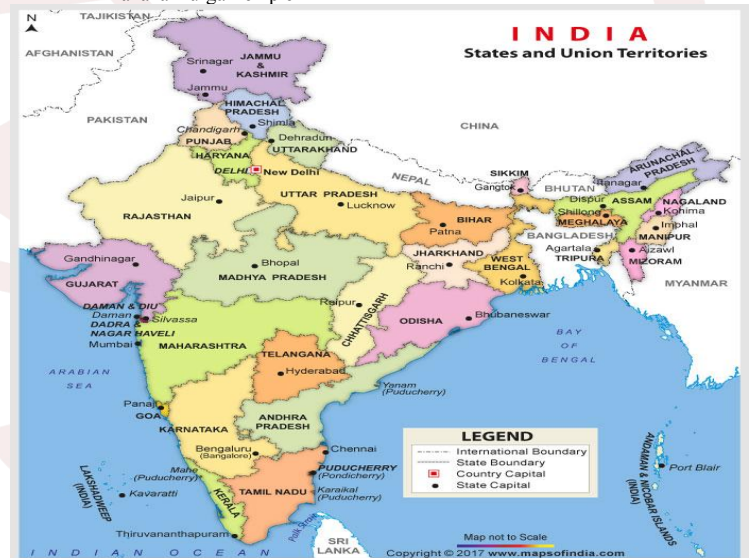 TAJIKISTAN
N
INDIA
States and Union Territories
AFGHANISTAN
JAMMU
&
KASHMIR
Srinagar
Jammu
HIMACHAL
PRADESH
Shimla
PAKISTAN
CHINA
Chandigarh
PUNJAB
Dehradun
UTTARAKHAND
HARYANA
DELHI
New Delhi
NEPAL
SIKKIM
Gangtok
BHUTAN
ARUNACHAL
PRADESH
Itanagar
Jaipur
RAJASTHAN
UTTAR PRADESH
Lucknow
BIHAR
Patna
Dispur
ASSAM
NAGALAND
Kohima
Shillong
MEGHALAYA
Imphal
MANIPUR
BANGLADESH
Agartala
TRIPURA
Aizawl
MIZORAM
Gandhinagar
GUJARAT
Bhopal
MADHYA PRADESH
JHARKHAND
Ranchi
WEST
BENGAL
Kolkata
MYANMAR
DAMAN & DIU
Daman
Silvassa
DADRA &
NAGAR HAVELI
Mumbai
MAHARASHTRA
Raipur
CHHATTISGARH
ODISHA
Bhubaneswar
BAY
OF
BENGAL
ARABIAN
SEA
TELANGANA
Hyderabad
Yanam
(Puducherry)
Panaji
GOA
KARNATAKA
ANDHRA
PRADESH
Bengaluru
(Bangalore)
Chennai
LEGEND
International Boundary
State Boundary
Country Capital
State Capital
ANDAMAN & NICOBAR ISLANDS
(INDIA)
Port Blair
LAKSHADWEEP
(INDIA)
Kavaratti
Mahe
(Puducherry)
PUDUCHERRY
(Pondicherry)
Karaikal
(Puducherry)
KERALA
TAMIL NADU
Thiruvananthapuram
Palk Strait
SRI
LANKA
INDIAN OCEAN
Map not to Scale
Copyright © 2017 www.mapsofindia.com